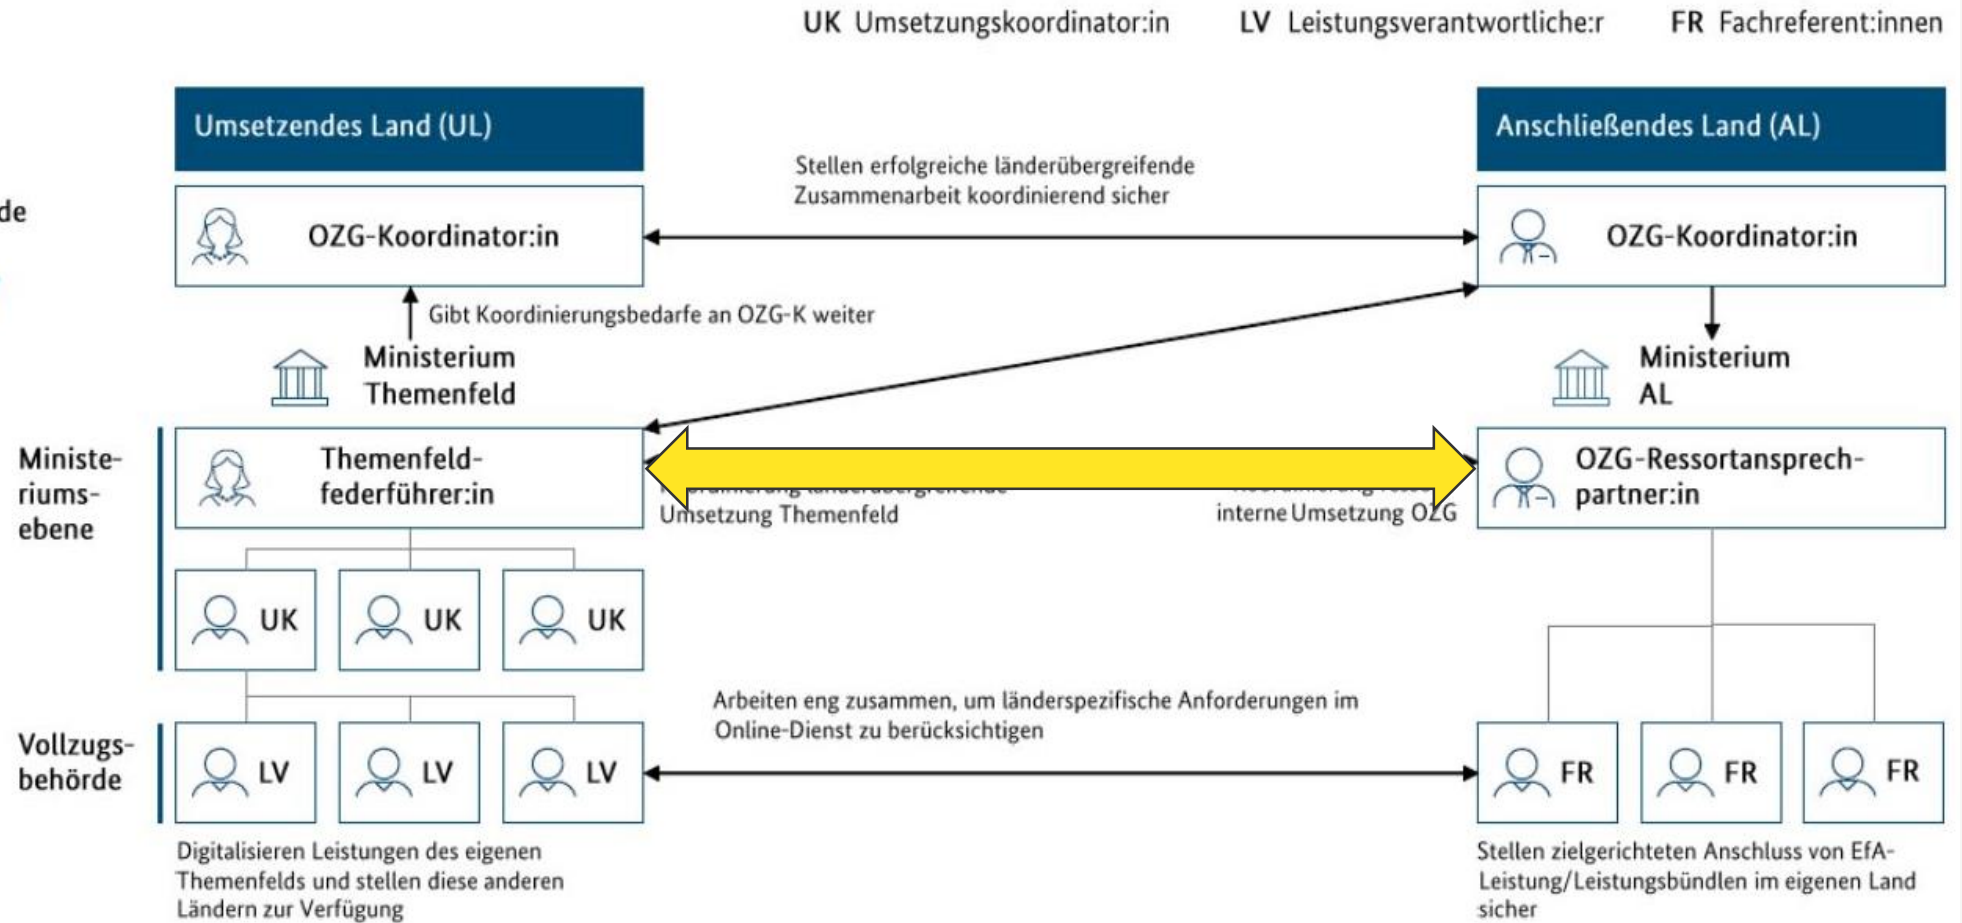 UK Umsetzungskoordinator:in LV Leistungsverantwortliche:r FR Fachreferent:innen
Umsetzendes Land (UL)
Anschließendes Land (AL)
Stellen erfolgreiche länderübergreifende
Zusammenarbeit koordinierend sicher
de
OZG-Koordinator:in
OZG-Koordinator:in
Gibt Koordinierungsbedarfe an OZG-K weiter
Ministerium
Themenfeld
Ministerium
AL
Ministe-
riums-
ebene
Themenfeld-
federführer:in
OZG-Ressortansprech-
partner:in
Umsetzung Themenfeld
interne Umsetzung OZG
UK
UK
UK
Arbeiten eng zusammen, um länderspezifische Anforderungen im
Online-Dienst zu berücksichtigen
Vollzugs-
behörde
LV
LV
LV
FR
FR
FR
Digitalisieren Leistungen des eigenen
Themenfelds und stellen diese anderen
Ländern zur Verfügung
Stellen zielgerichteten Anschluss von EfA-
Leistung/Leistungsbündlen im eigenen Land
sicher